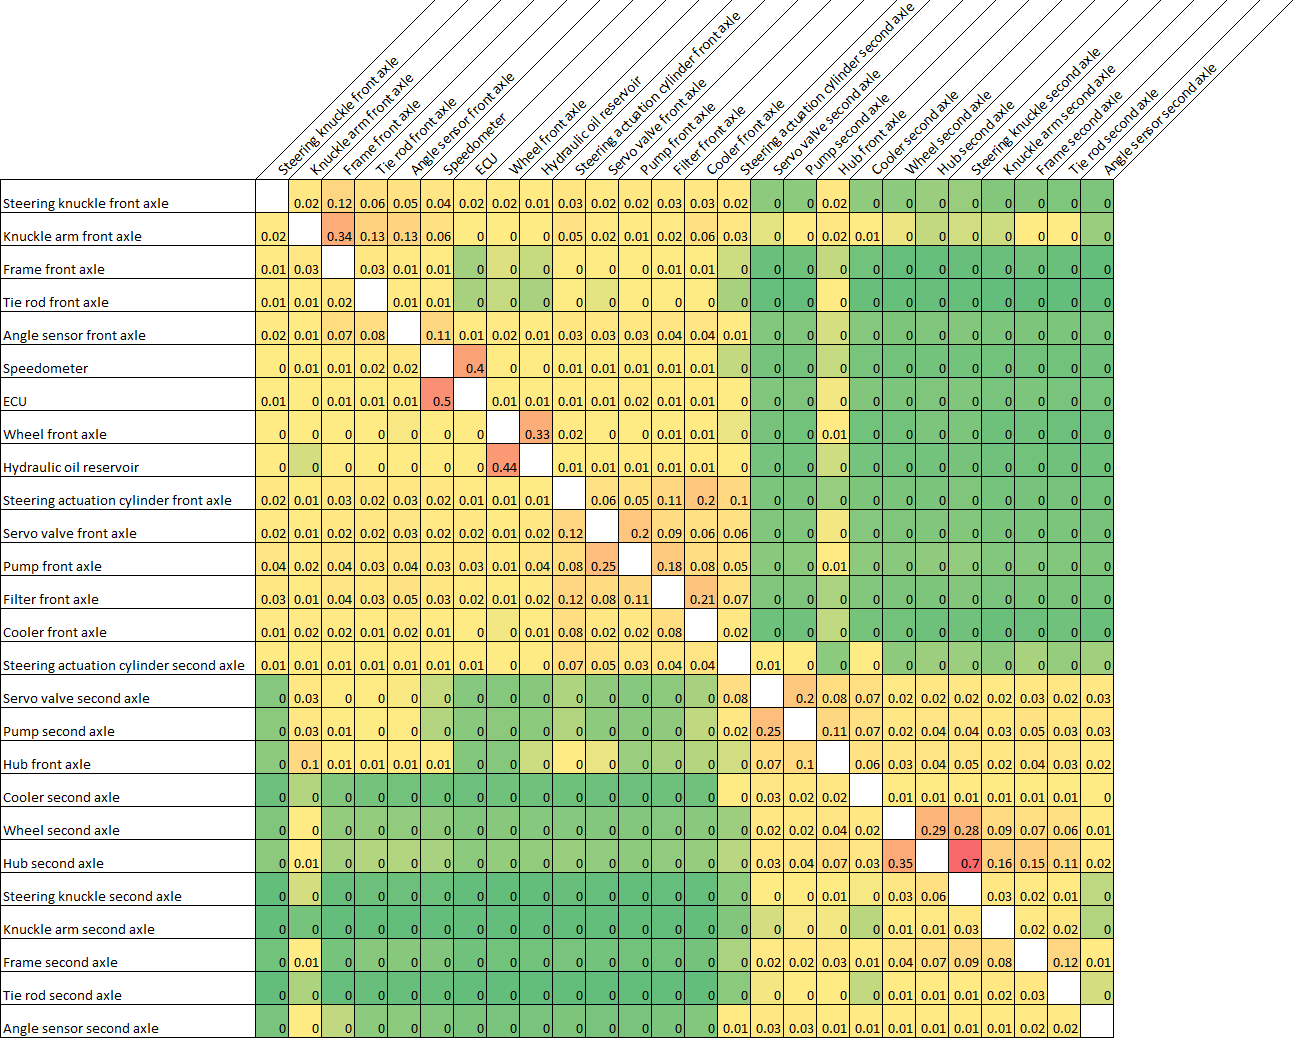 Steering knuckle front axle
Knuckle arm front axle
Frame front axle
Tie rod front axle
Angle sensor front axle
Speedometer
ECU
Wheel front axle
Hydraulic oil reservoir
Steering actuation cylinder front axle
Servo valve front axle
Pump front axle
Filter front axle
Cooler front axle
Steering actuation cylinder second axle
Servo valve second axle
Pump second axle
Hub front axle
Cooler second axle
Wheel second axle
Hub second axle
Steering knuckle second axle
Knuckle arm second axle
Frame second axle
Tie rod second axle
Angle sensor second axle
Steering knuckle front axle 0.02 0.12 0.06 0.05 0.04 0.02 0.02 0.01 0.03 0.02 0.02 0.03 0.03 0.02 0 0 0.02 0 0 0 0 0 0 0 0
Knuckle arm front axle 0.02 0.34 0.13 0.13 0.06 0 0 0 0.05 0.02 0.01 0.02 0.06 0.03 0 0 0.02 0.01 0 0 0 0 0 0 0
Frame front axle 0.01 0.03 0.03 0.01 0.01 0 0 0 0 0 0 0.01 0.01 0 0 0 0 0 0 0 0 0 0 0 0
Tie rod front axle 0.01 0.01 0.02 0.01 0.01 0 0 0 0 0 0 0 0 0 0 0 0 0 0 0 0 0 0 0 0
Angle sensor front axle 0.02 0.01 0.07 0.08 0.11 0.01 0.02 0.01 0.03 0.03 0.03 0.04 0.04 0.01 0 0 0 0 0 0 0 0 0 0 0
Speedometer 0 0.01 0.01 0.02 0.02 0.4 0 0 0.01 0.01 0.01 0.01 0.01 0 0 0 0 0 0 0 0 0 0 0 0
ECU 0.01 0 0.01 0.01 0.01 0.5 0.01 0.01 0.01 0.01 0.02 0.01 0.01 0 0 0 0 0 0 0 0 0 0 0 0
Wheel front axle 0 0 0 0 0 0 0 0.33 0.02 0 0 0.01 0.01 0 0 0 0.01 0 0 0 0 0 0 0 0
Hydraulic oil reservoir 0 0 0 0 0 0 0 0.44 0.01 0.01 0.01 0.01 0.01 0 0 0 0 0 0 0 0 0 0 0 0
Steering actuation cylinder front axle 0.02 0.01 0.03 0.02 0.03 0.02 0.01 0.01 0.01 0.06 0.05 0.11 0.2 0.1 0 0 0 0 0 0 0 0 0 0 0
Servo valve front axle 0.02 0.01 0.02 0.02 0.03 0.02 0.02 0.01 0.02 0.12 0.2 0.09 0.06 0.06 0 0 0 0 0 0 0 0 0 0 0
Pump front axle 0.04 0.02 0.04 0.03 0.04 0.03 0.03 0.01 0.04 0.08 0.25 0.18 0.08 0.05 0 0 0.01 0 0 0 0 0 0 0 0
Filter front axle 0.03 0.01 0.04 0.03 0.05 0.03 0.02 0.01 0.02 0.12 0.08 0.11 0.21 0.07 0 0 0 0 0 0 0 0 0 0 0
Cooler front axle 0.01 0.02 0.02 0.01 0.02 0.01 0 0 0.01 0.08 0.02 0.02 0.08 0.02 0 0 0 0 0 0 0 0 0 0 0
Steering actuation cylinder second axle 0.01 0.01 0.01 0.01 0.01 0.01 0.01 0 0 0.07 0.05 0.03 0.04 0.04 0.01 0 0 0 0 0 0 0 0 0 0
Servo valve second axle 0 0.03 0 0 0 0 0 0 0 0 0 0 0 0 0.08 0.2 0.08 0.07 0.02 0.02 0.02 0.02 0.03 0.02 0.03
Pump second axle 0 0.03 0.01 0 0 0 0 0 0 0 0 0 0 0 0.02 0.25 0.11 0.07 0.02 0.04 0.04 0.03 0.05 0.03 0.03
Hub front axle 0 0.1 0.01 0.01 0.01 0.01 0 0 0 0 0 0 0 0 0 0.07 0.1 0.06 0.03 0.04 0.05 0.02 0.04 0.03 0.02
Cooler second axle 0 0 0 0 0 0 0 0 0 0 0 0 0 0 0 0.03 0.02 0.02 0.01 0.01 0.01 0.01 0.01 0.01 0
Wheel second axle 0 0 0 0 0 0 0 0 0 0 0 0 0 0 0 0.02 0.02 0.04 0.02 0.29 0.28 0.09 0.07 0.06 0.01
Hub second axle 0 0.01 0 0 0 0 0 0 0 0 0 0 0 0 0 0.03 0.04 0.07 0.03 0.35 0.7 0.16 0.15 0.11 0.02
Steering knuckle second axle 0 0 0 0 0 0 0 0 0 0 0 0 0 0 0 0 0 0.01 0 0.03 0.06 0.03 0.02 0.01 0
Knuckle arm second axle 0 0 0 0 0 0 0 0 0 0 0 0 0 0 0 0 0 0 0 0.01 0.01 0.03 0.02 0.02 0
Frame second axle 0 0.01 0 0 0 0 0 0 0 0 0 0 0 0 0 0.02 0.02 0.03 0.01 0.04 0.07 0.09 0.08 0.12 0.01
Tie rod second axle 0 0 0 0 0 0 0 0 0 0 0 0 0 0 0 0 0 0 0 0.01 0.01 0.01 0.02 0.03 0
Angle sensor second axle 0 0 0 0 0 0 0 0 0 0 0 0 0 0 0.01 0.03 0.03 0.01 0.01 0.01 0.01 0.01 0.01 0.02 0.02